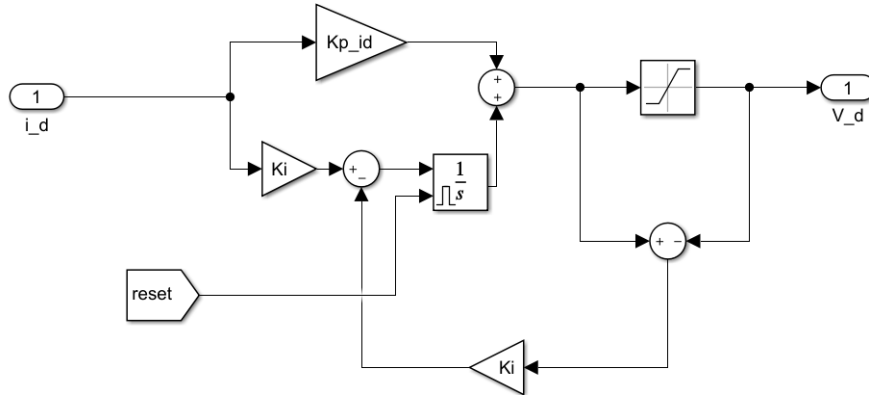 Kp_id
+
+
1
i_d
1
V_d
Ki
+
−
1
s
+ −
reset
Ki